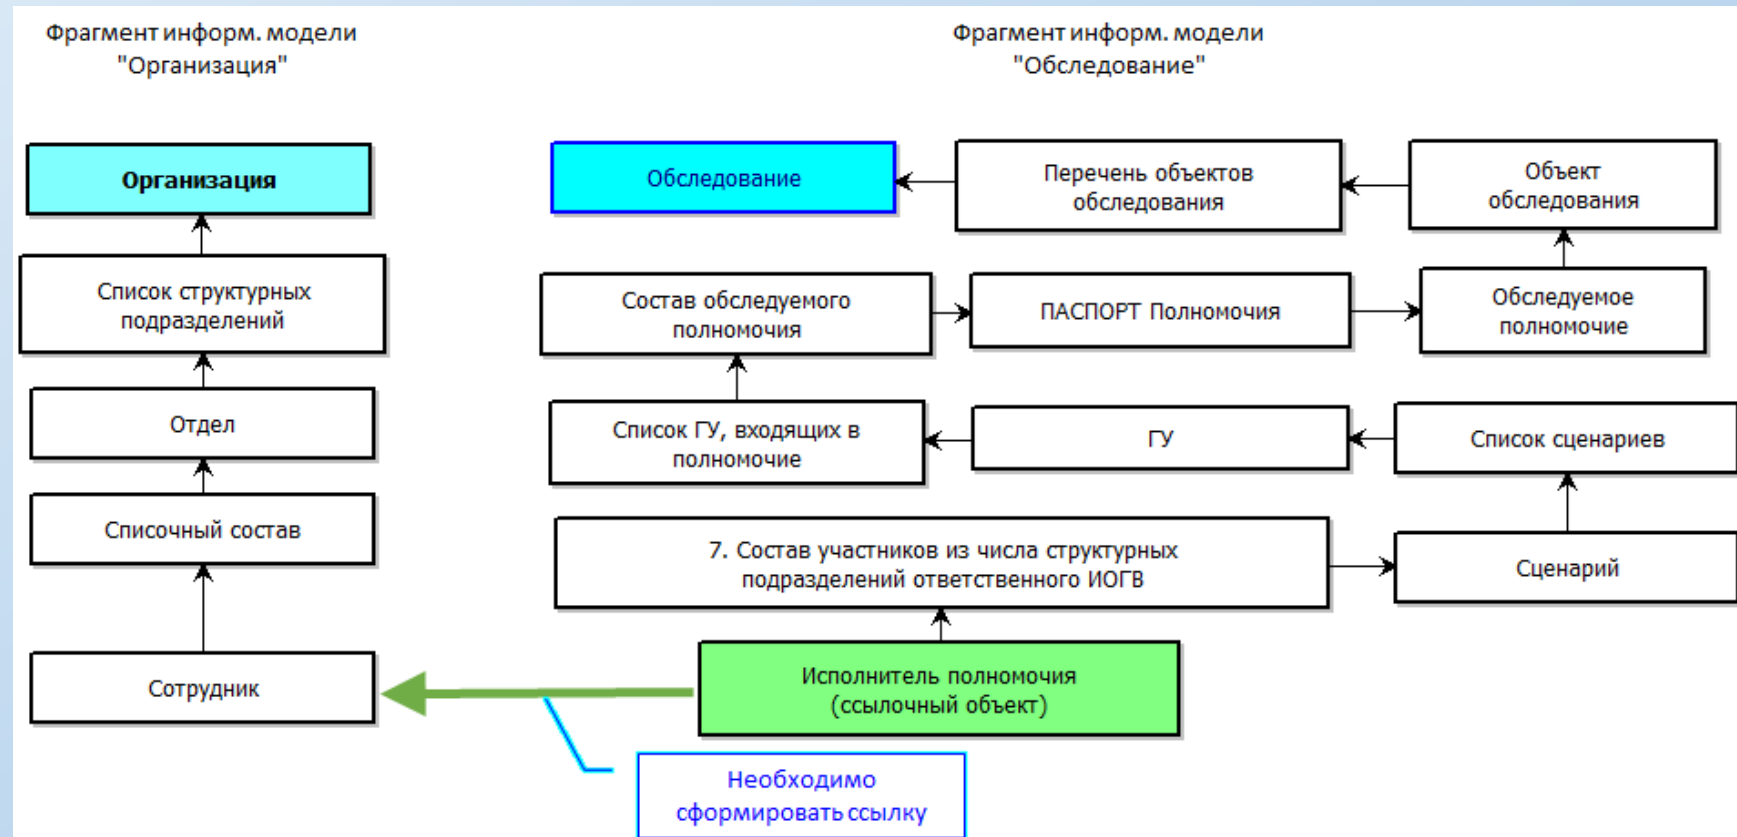 Фрагмент информ. модели
"Организация"
Фрагмент информ. модели
"Обследование"
Организация
Список структурных
подразделений
Отдел
Списочный состав
Сотрудник
Обследование
Перечень объектов
обследования
Объект
обследования
Состав обследуемого
полномочия
ПАСПОРТ Полномочия
Обследуемое
полномочие
Список ГУ, входящих в
полномочие
ГУ
Список сценариев
7. Состав участников из числа структурных
подразделений ответственного ИОГВ
Сценарий
Исполнитель полномочия
(ссылочный объект)
Необходимо
сформировать ссылку